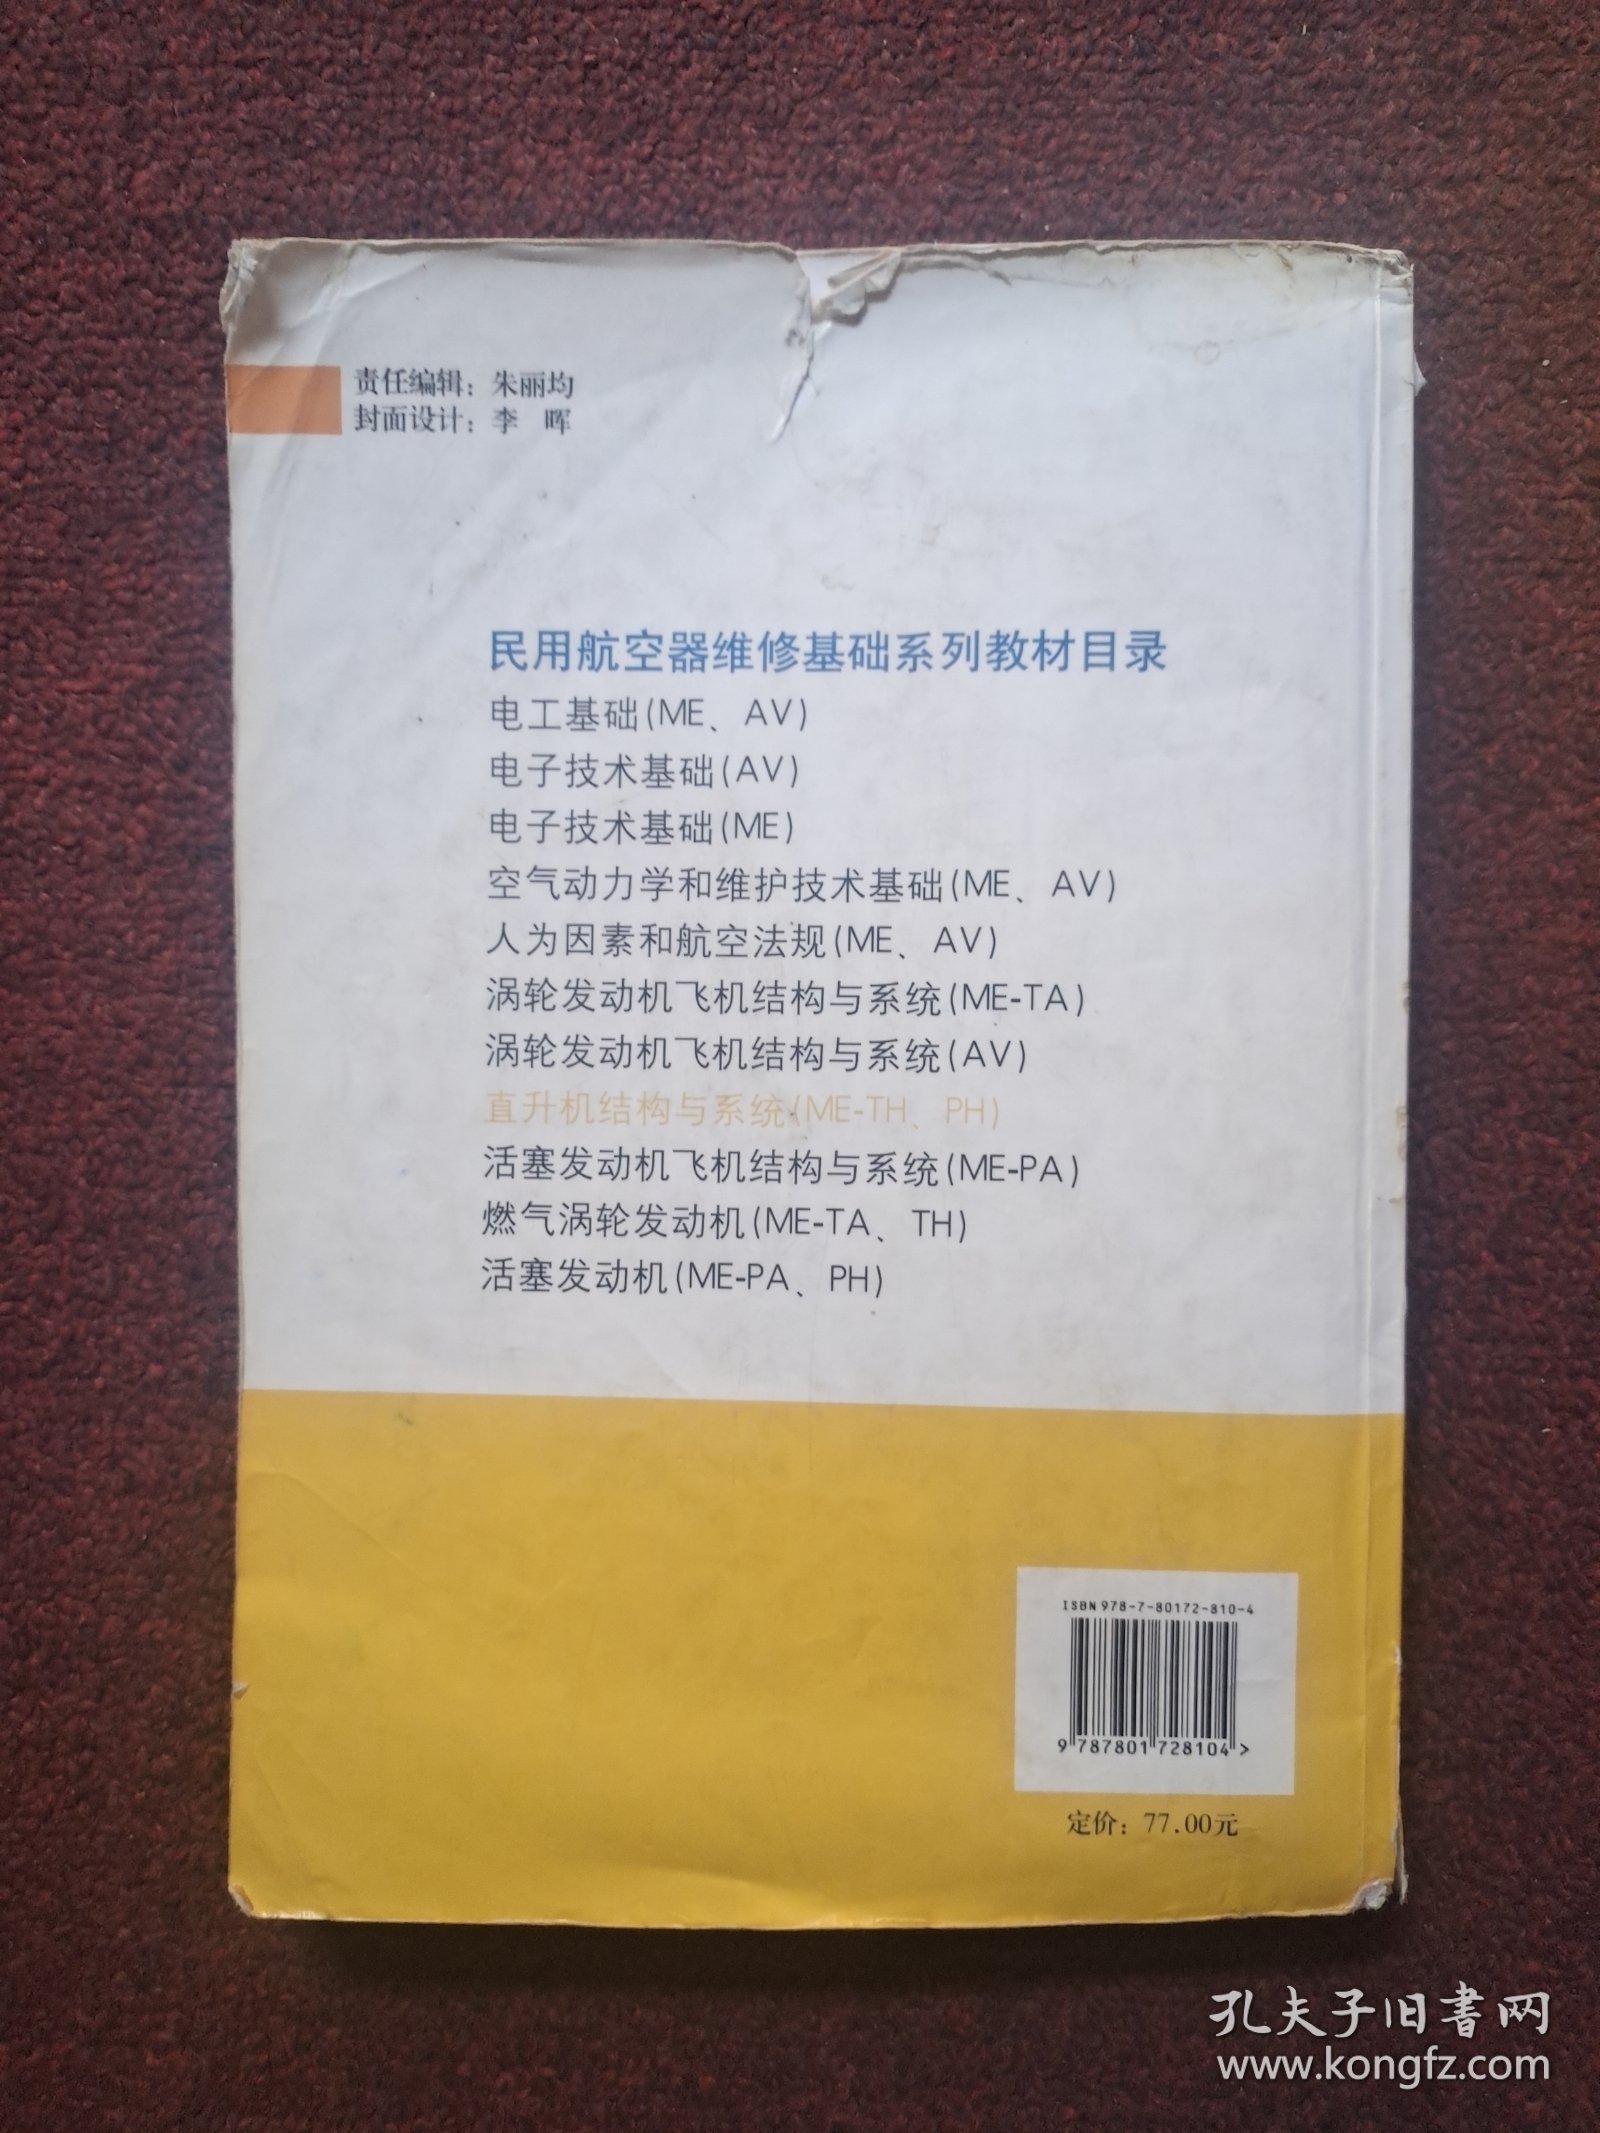 责任编辑：朱丽均
封面设计：李 晖
民用航空器维修基础系列教材目录
电工基础(ME、AV)
电子技术基础(AV)
电子技术基础(ME)
空气动力学和维护技术基础(ME、AV)
人为因素和航空法规(ME、AV)
涡轮发动机飞机结构与系统(ME-TA)
涡轮发动机飞机结构与系统(AV)
直升机结构与系统(ME-TH、PH)
活塞发动机飞机结构与系统(ME-PA)
燃气涡轮发动机(ME-TA、TH)
活塞发动机(ME-PA、PH)
ISBN 978-7-80172-810-4
9 787801 728104 >
定价：77.00元
孔夫子旧书网
www.kongfz.com